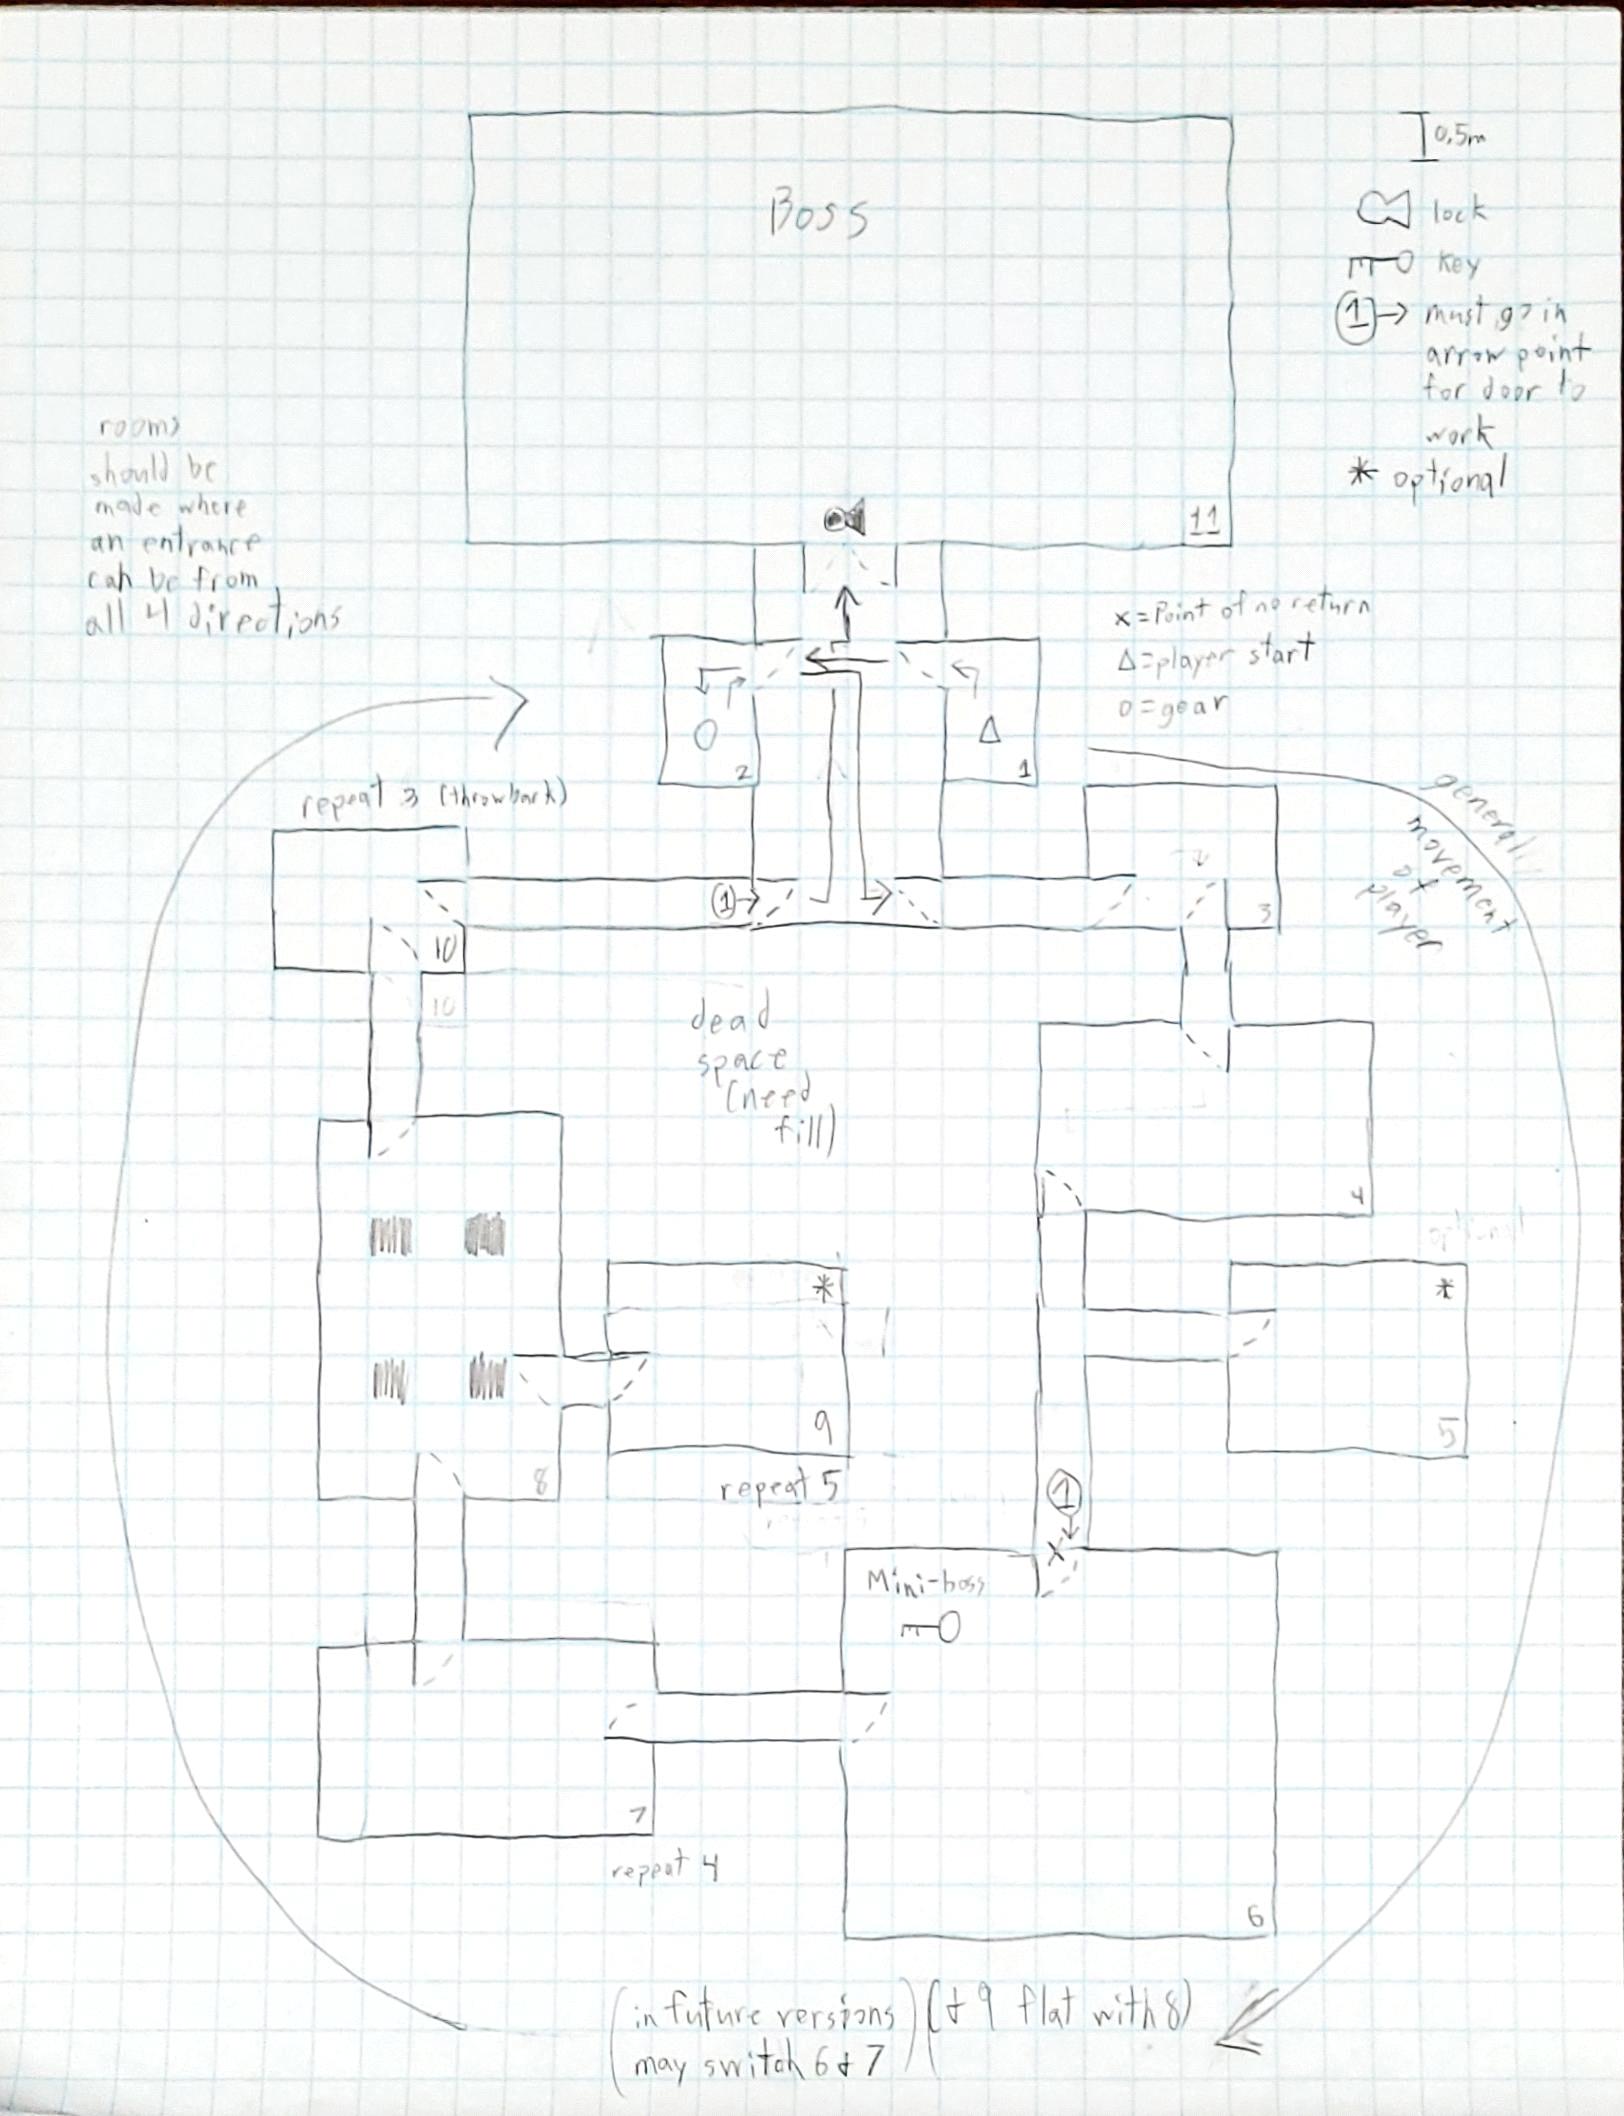 Boss
11
0.5m
lock
key
1 → must go in
arrow point
for door to
work
* optional
rooms
should be
made where
an entrance
can be from
all 4 directions
x = Point of no return
Δ = player start
o = gear
2
1
general
movement
of
player
repeat 3 (throwback)
1
3
10
10
dead
space
(need
fill)
4
*
9
repeat 5
8
*
5
1
x
Mini-boss
7
repeat 4
6
(in future versions
may switch 6 & 7)
(& 9 flat with 8)